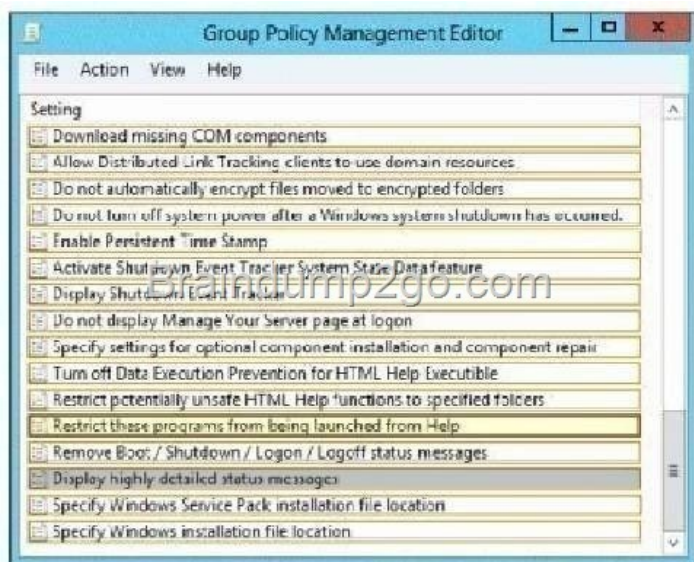 Group Policy Management Editor
File Action View Help
Setting
Download missing COM components
Allow Distributed Link Tracking clients to use domain resources
Do not automatically encrypt files moved to encrypted folders
Do not turn off system power after a Windows system shutdown has occurred.
Enable Persistent Time Stamp
Activate Shutdown Event Tracker System State Data feature
Display Shutdown Event Tracker
Braindump2go.com
Do not display Manage Your Server page at logon
Specify settings for optional component installation and component repair
Turn off Data Execution Prevention for HTML Help Executible
Restrict potentially unsafe HTML Help functions to specified folders
Restrict these programs from being launched from Help
Remove Boot / Shutdown / Logon / Logoff status messages
Display highly detailed status messages
Specify Windows Service Pack installation file location
Specify Windows installation file location